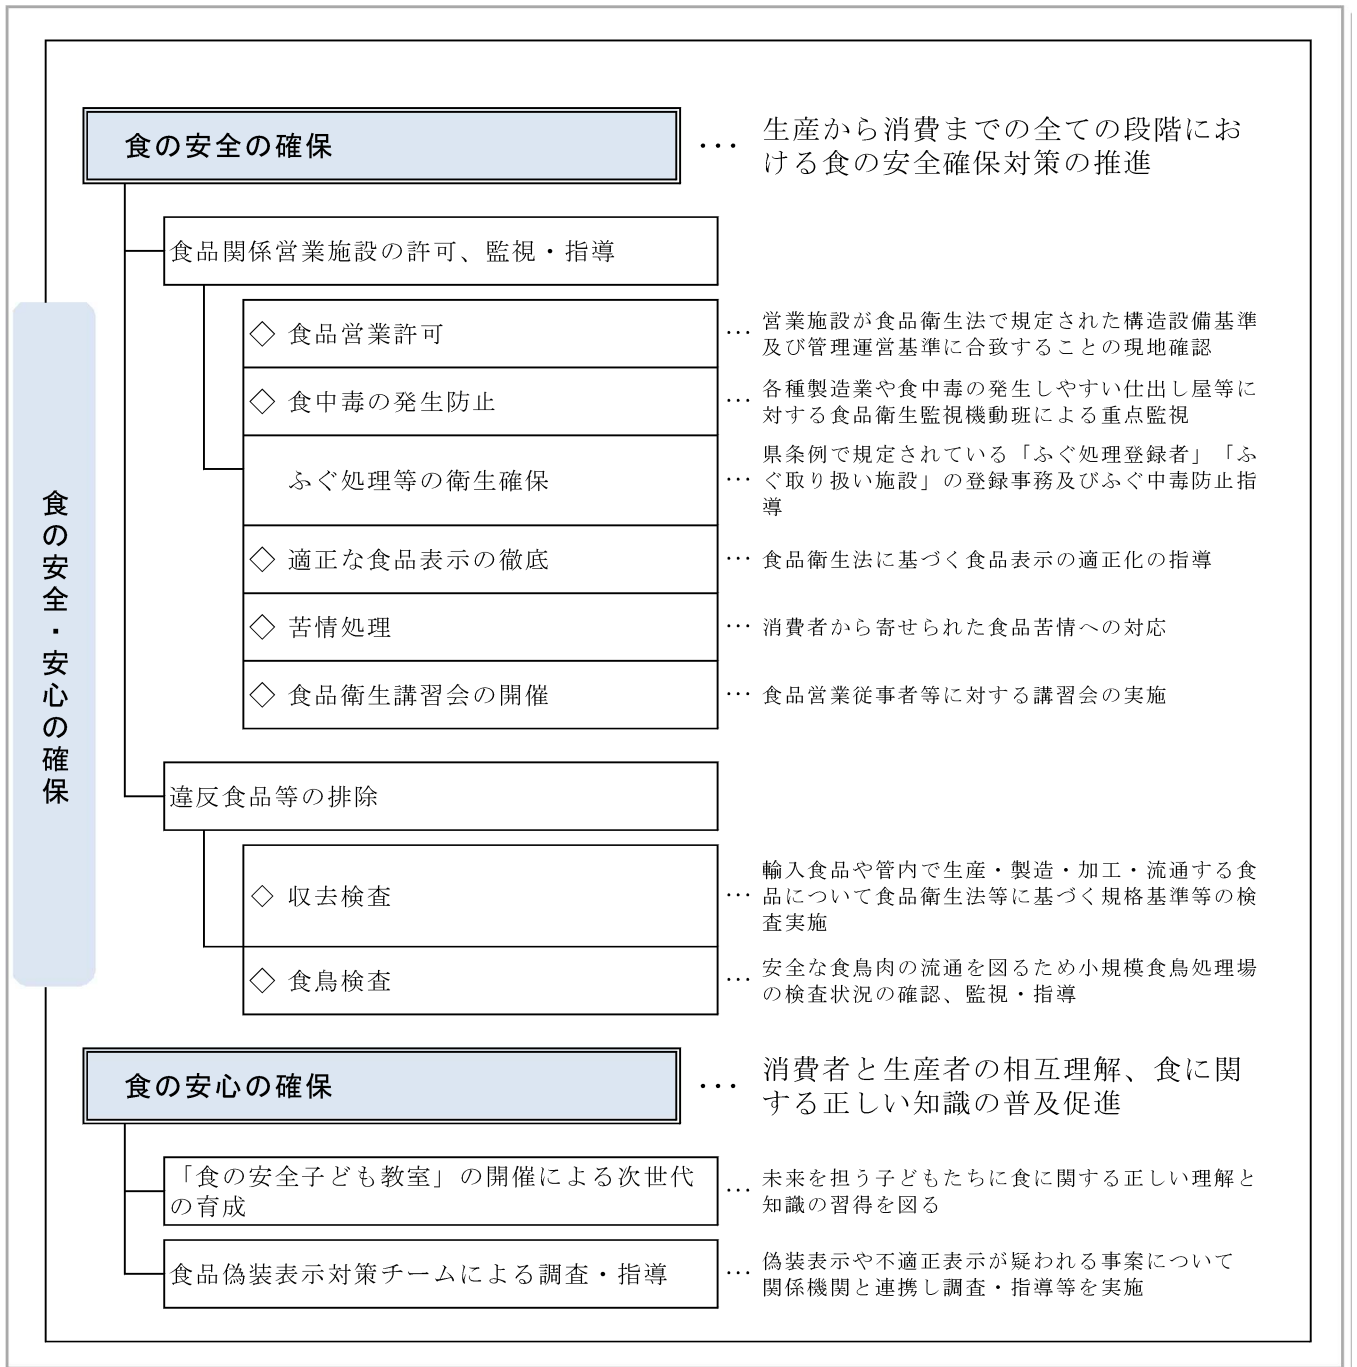 食の安全・安心の確保
食の安全の確保
… 生産から消費までの全ての段階にお
ける食の安全確保対策の推進
食品関係営業施設の許可、監視・指導
◇ 食品営業許可
… 営業施設が食品衛生法で規定された構造設備基準
及び管理運営基準に合致することの現地確認
◇ 食中毒の発生防止
… 各種製造業や食中毒の発生しやすい仕出し屋等に
対する食品衛生監視機動班による重点監視
ふぐ処理等の衛生確保
県条例で規定されている「ふぐ処理登録者」「ふ
… ぐ取り扱い施設」の登録事務及びふぐ中毒防止指
導
◇ 適正な食品表示の徹底
… 食品衛生法に基づく食品表示の適正化の指導
◇ 苦情処理
… 消費者から寄せられた食品苦情への対応
◇ 食品衛生講習会の開催
… 食品営業従事者等に対する講習会の実施
違反食品等の排除
◇ 収去検査
輸入食品や管内で生産・製造・加工・流通する食
… 品について食品衛生法等に基づく規格基準等の検
査実施
◇ 食鳥検査
… 安全な食鳥肉の流通を図るため小規模食鳥処理場
の検査状況の確認、監視・指導
食の安心の確保
… 消費者と生産者の相互理解、食に関
する正しい知識の普及促進
「食の安全子ども教室」の開催による次世代
の育成
… 未来を担う子どもたちに食に関する正しい理解と
知識の習得を図る
食品偽装表示対策チームによる調査・指導
… 偽装表示や不適正表示が疑われる事案について
関係機関と連携し調査・指導等を実施